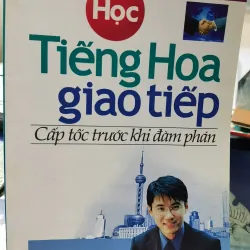 Học
Tiếng Hoa
giao tiếp
Cấp tốc trước khi đàm phán